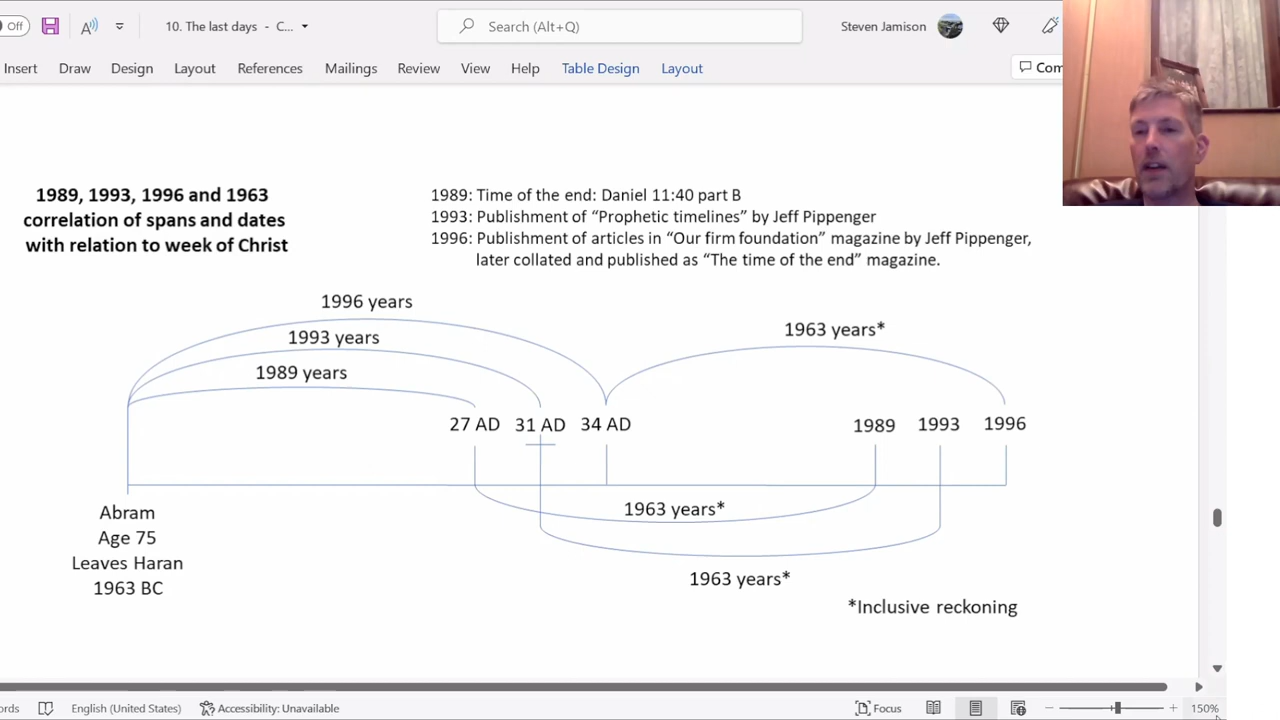 Off
10. The last days - C...
Search (Alt+Q)
Steven Jamison
Insert Draw Design Layout References Mailings Review View Help Table Design Layout
1989, 1993, 1996 and 1963
correlation of spans and dates
with relation to week of Christ
1989: Time of the end: Daniel 11:40 part B
1993: Publishment of “Prophetic timelines” by Jeff Pippenger
1996: Publishment of articles in “Our firm foundation” magazine by Jeff Pippenger,
later collated and published as “The time of the end” magazine.
1996 years
1993 years
1989 years
1963 years*
27 AD 31 AD 34 AD 1989 1993 1996
1963 years*
1963 years*
Abram
Age 75
Leaves Haran
1963 BC
*Inclusive reckoning
English (United States) Accessibility: Unavailable Focus 150%